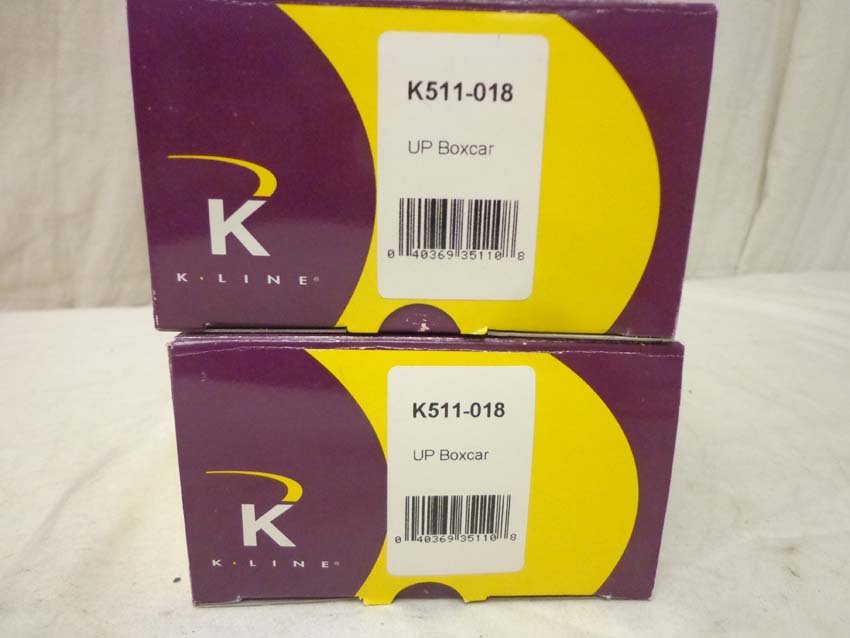 K511-018
UP Boxcar
0 40369 35110 8
K
K·LINE®
K511-018
UP Boxcar
0 40369 35110 8
K
K·LINE®